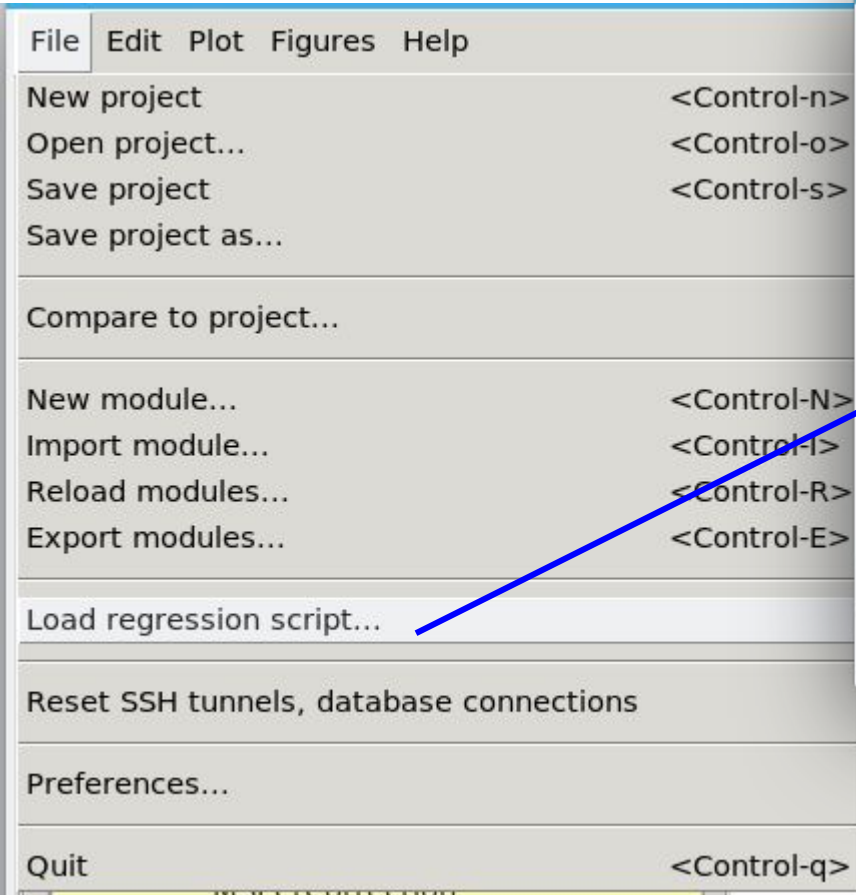 File Edit Plot Figures Help
New project <Control-n>
Open project... <Control-o>
Save project <Control-s>
Save project as...
Compare to project...
New module... <Control-N>
Import module... <Control-I>
Reload modules... <Control-R>
Export modules... <Control-E>
Load regression script...
Reset SSH tunnels, database connections
Preferences...
Quit <Control-q>